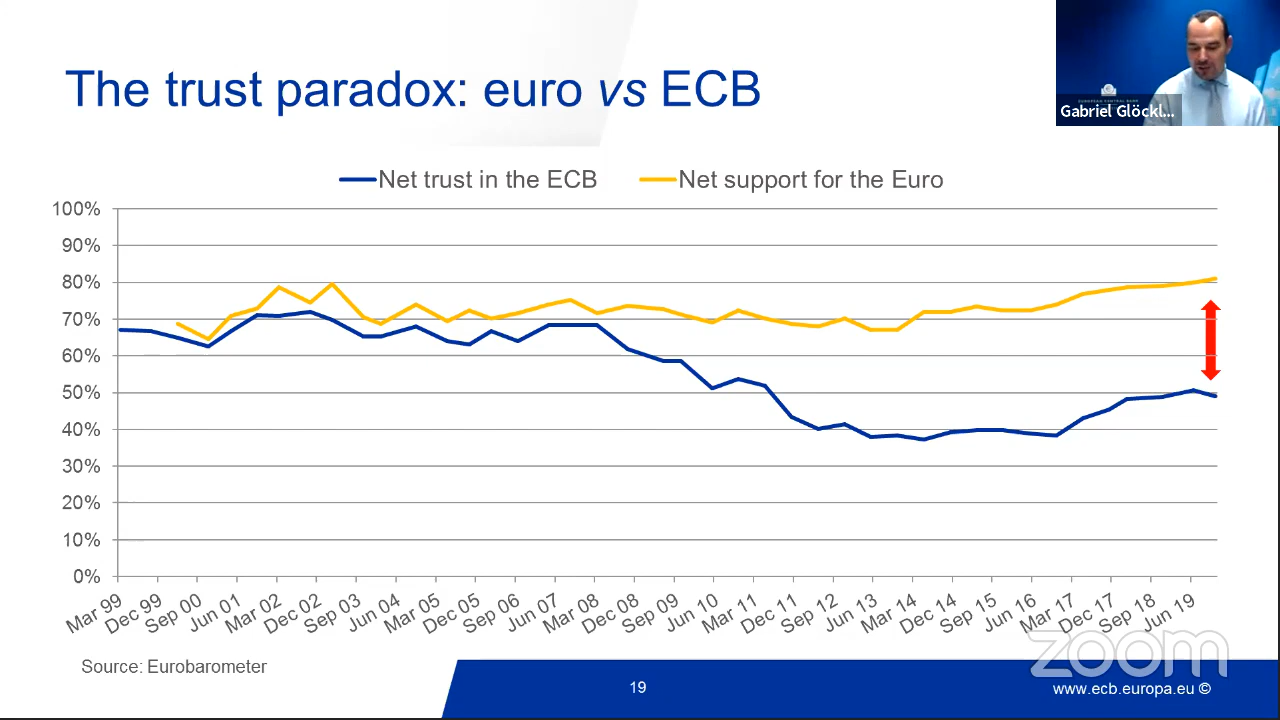 The trust paradox: euro vs ECB
EUROPEAN CENTRAL BANK
Gabriel Glöckl...
Net trust in the ECB
Net support for the Euro
100%
90%
80%
70%
60%
50%
40%
30%
20%
10%
0%
Mar 99
Dec 99
Sep 00
Jun 01
Mar 02
Dec 02
Sep 03
Jun 04
Mar 05
Dec 05
Sep 06
Jun 07
Mar 08
Dec 08
Sep 09
Jun 10
Mar 11
Dec 11
Sep 12
Jun 13
Mar 14
Dec 14
Sep 15
Jun 16
Mar 17
Dec 17
Sep 18
Jun 19
zoom
Source: Eurobarometer
19
www.ecb.europa.eu ©